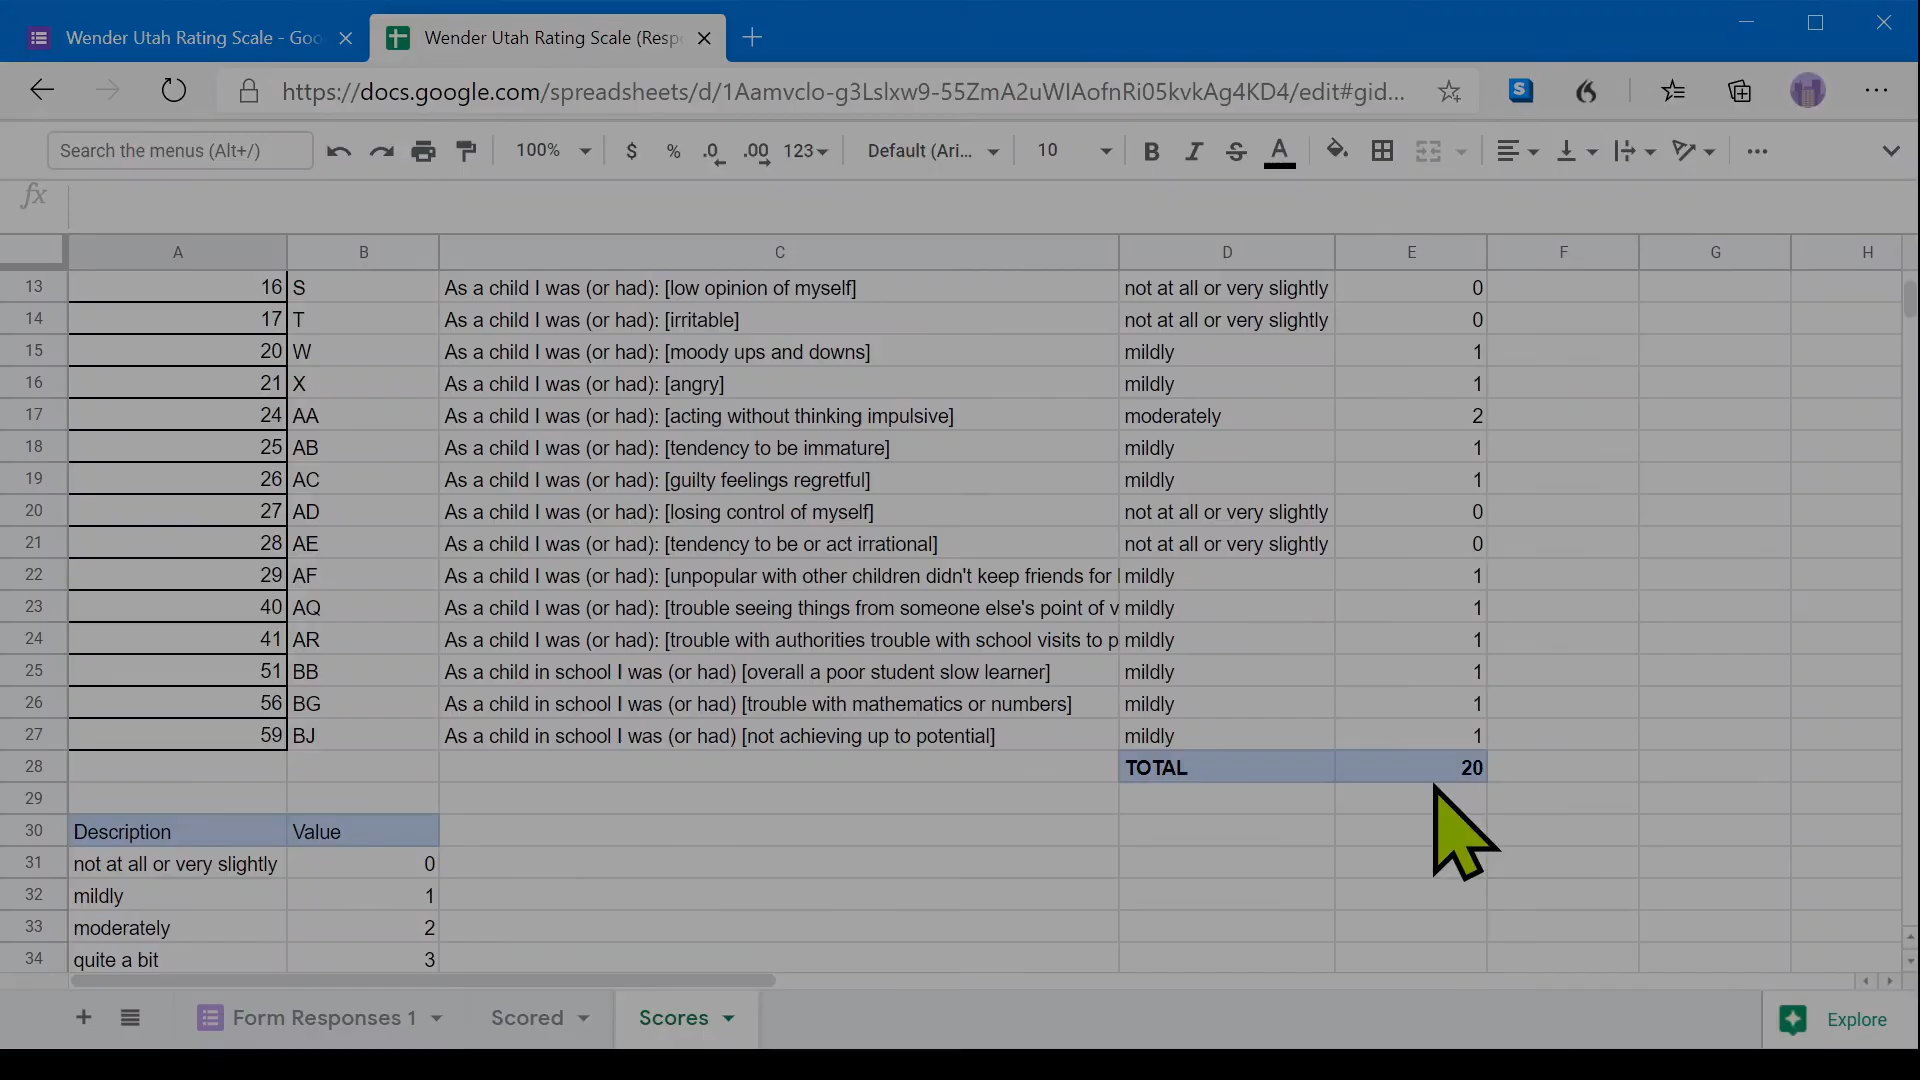 Wender Utah Rating Scale - Goo
Wender Utah Rating Scale (Resp
https://docs.google.com/spreadsheets/d/1Aamvclo-g3Lslxw9-55ZmA2uWIAofnRi05kvkAg4KD4/edit#gid...
Search the menus (Alt+/) 100% $ % .0 .00 123 Default (Ari... 10 B I S A
fx
A B C D E F G H
13 16 S As a child I was (or had): [low opinion of myself] not at all or very slightly 0
14 17 T As a child I was (or had): [irritable] not at all or very slightly 0
15 20 W As a child I was (or had): [moody ups and downs] mildly 1
16 21 X As a child I was (or had): [angry] mildly 1
17 24 AA As a child I was (or had): [acting without thinking impulsive] moderately 2
18 25 AB As a child I was (or had): [tendency to be immature] mildly 1
19 26 AC As a child I was (or had): [guilty feelings regretful] mildly 1
20 27 AD As a child I was (or had): [losing control of myself] not at all or very slightly 0
21 28 AE As a child I was (or had): [tendency to be or act irrational] not at all or very slightly 0
22 29 AF As a child I was (or had): [unpopular with other children didn't keep friends for mildly 1
23 40 AQ As a child I was (or had): [trouble seeing things from someone else's point of v mildly 1
24 41 AR As a child I was (or had): [trouble with authorities trouble with school visits to p mildly 1
25 51 BB As a child in school I was (or had) [overall a poor student slow learner] mildly 1
26 56 BG As a child in school I was (or had) [trouble with mathematics or numbers] mildly 1
27 59 BJ As a child in school I was (or had) [not achieving up to potential] mildly 1
28 TOTAL 20
29
30 Description Value
31 not at all or very slightly 0
32 mildly 1
33 moderately 2
34 quite a bit 3
Form Responses 1 Scored Scores Explore